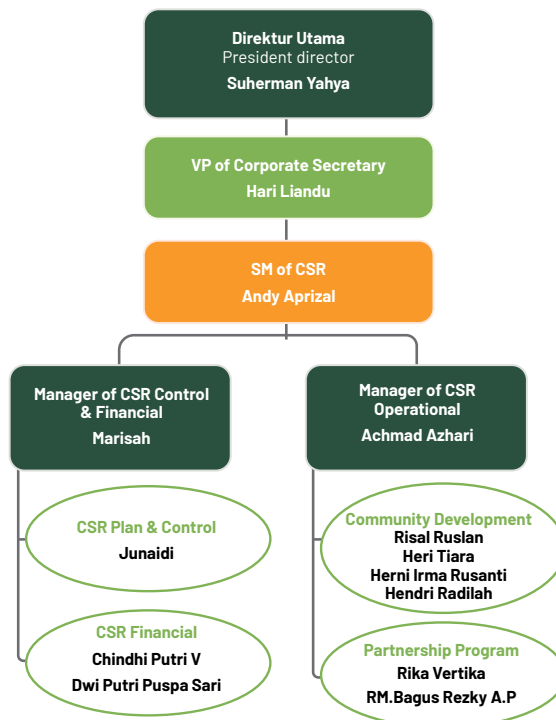 Direktur Utama
President director
Suherman Yahya
VP of Corporate Secretary
Hari Liandu
SM of CSR
Andy Aprizal
Manager of CSR Control
& Financial
Marisah
Manager of CSR
Operational
Achmad Azhari
CSR Plan & Control
Junaidi
CSR Financial
Chindhi Putri V
Dwi Putri Puspa Sari
Community Development
Risal Ruslan
Heri Tiara
Herni Irma Rusanti
Hendri Radilah
Partnership Program
Rika Vertika
RM.Bagus Rezky A.P